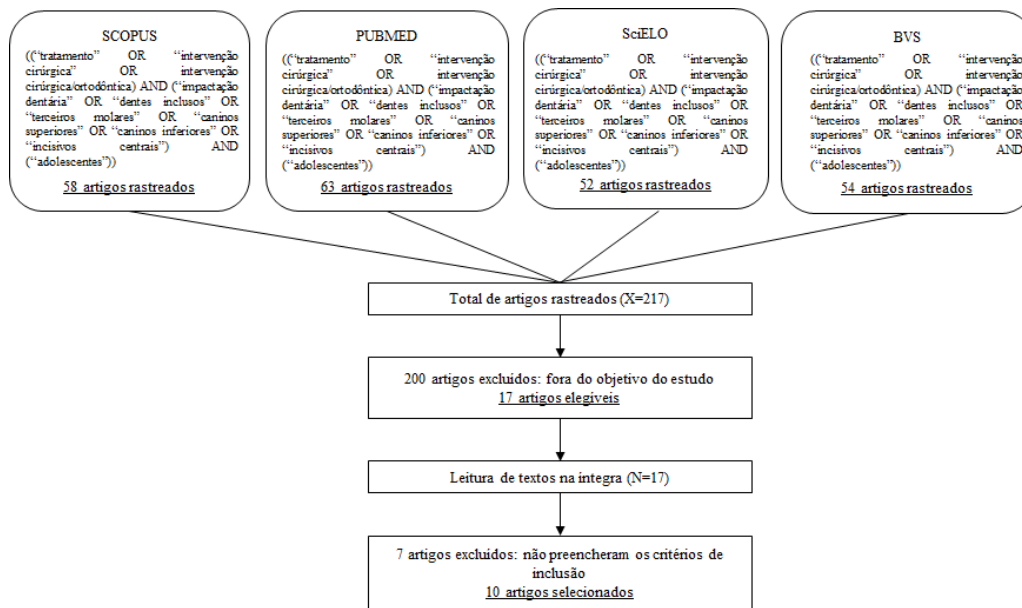 SCOPUS
((“tratamento” OR “intervenção
cirúrgica” OR intervenção
cirúrgica/ortodôntica) AND (“impactação
dentária” OR “dentes inclusos” OR
“terceiros molares” OR “caninos
superiores” OR “caninos inferiores” OR
“incisivos centrais”) AND
(“adolescentes”))
58 artigos rastreados
PUBMED
((“tratamento” OR “intervenção
cirúrgica” OR intervenção
cirúrgica/ortodôntica) AND (“impactação
dentária” OR “dentes inclusos” OR
“terceiros molares” OR “caninos
superiores” OR “caninos inferiores” OR
“incisivos centrais”) AND
(“adolescentes”))
63 artigos rastreados
SciELO
((“tratamento” OR “intervenção
cirúrgica” OR intervenção
cirúrgica/ortodôntica) AND (“impactação
dentária” OR “dentes inclusos” OR
“terceiros molares” OR “caninos
superiores” OR “caninos inferiores” OR
“incisivos centrais”) AND
(“adolescentes”))
52 artigos rastreados
BVS
((“tratamento” OR “intervenção
cirúrgica” OR intervenção
cirúrgica/ortodôntica) AND (“impactação
dentária” OR “dentes inclusos” OR
“terceiros molares” OR “caninos
superiores” OR “caninos inferiores” OR
“incisivos centrais”) AND
(“adolescentes”))
54 artigos rastreados
Total de artigos rastreados (X=217)
200 artigos excluidos: fora do objetivo do estudo
17 artigos elegiveis
Leitura de textos na integra (N=17)
7 artigos excluidos: não preencheram os critérios de
inclusão
10 artigos selecionados